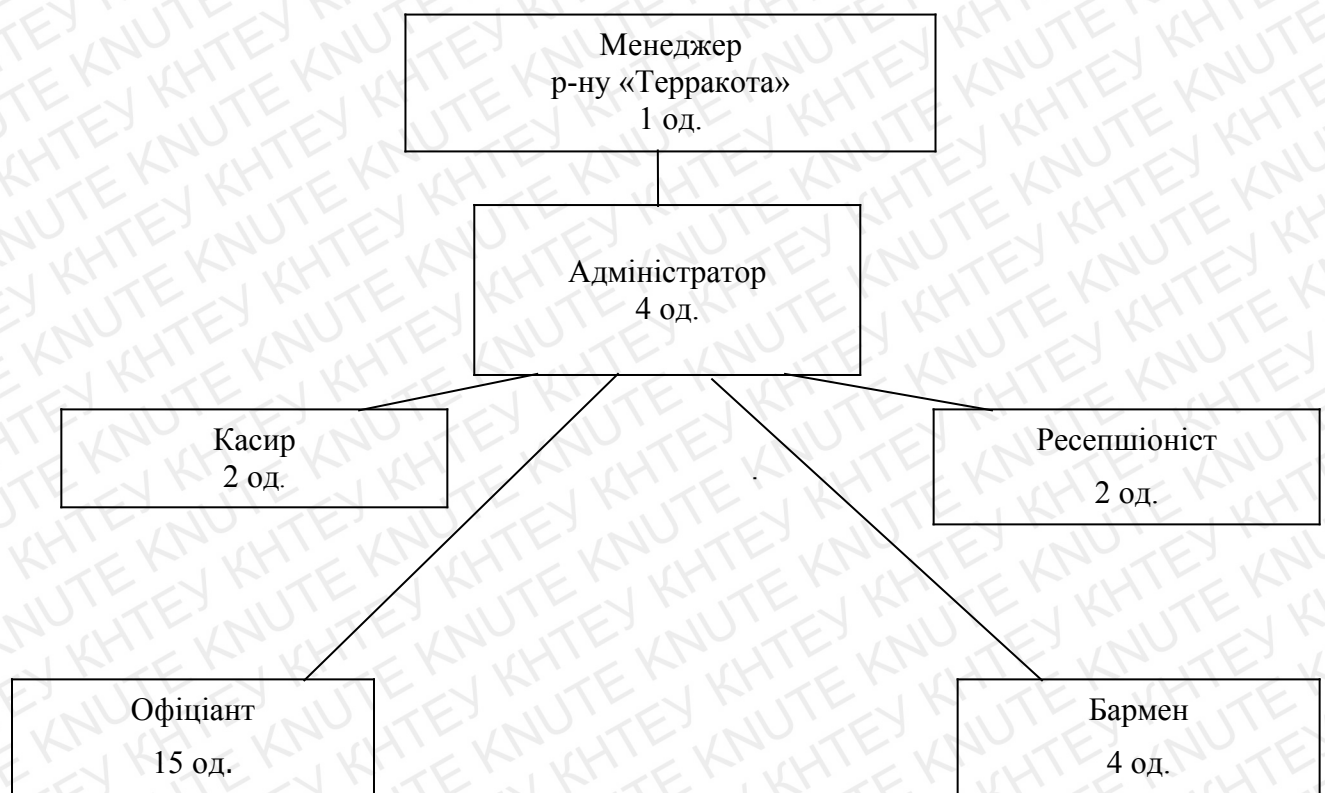 Менеджер
р-ну «Терракота»
1 од.
Адміністратор
4 од.
Касир
2 од.
Ресепшіоніст
2 од.
Офіціант
15 од.
Бармен
4 од.